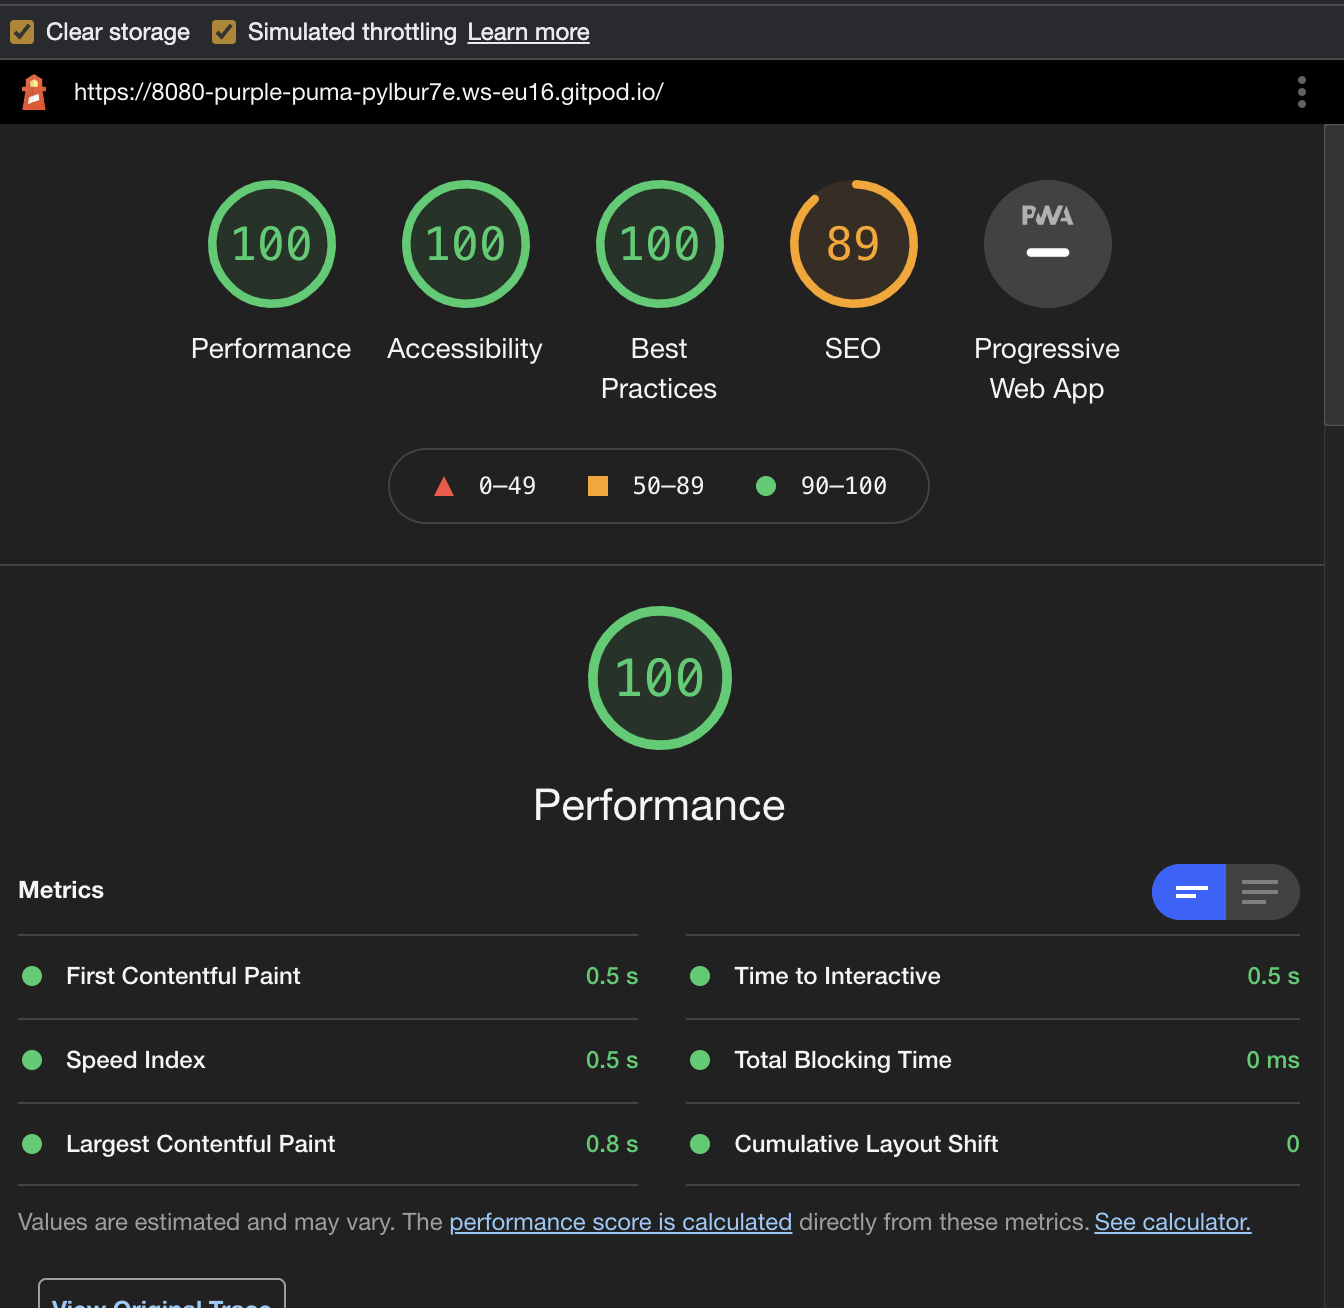 Clear storage Simulated throttling Learn more
https://8080-purple-puma-pylbur7e.ws-eu16.gitpod.io/
100 100 100 89 PWA
Performance Accessibility Best Practices SEO Progressive Web App
0–49 50–89 90–100
100
Performance
Metrics
First Contentful Paint 0.5 s Time to Interactive 0.5 s
Speed Index 0.5 s Total Blocking Time 0 ms
Largest Contentful Paint 0.8 s Cumulative Layout Shift 0
Values are estimated and may vary. The performance score is calculated directly from these metrics. See calculator.
View Original Trace